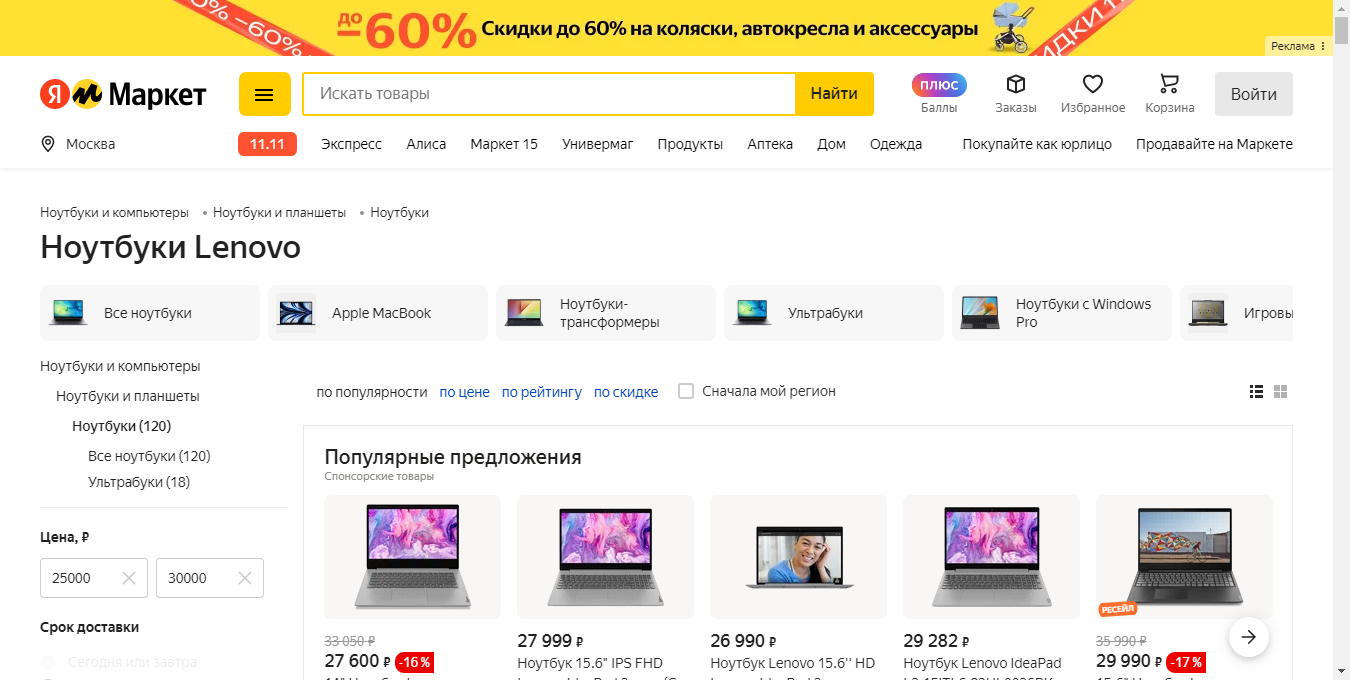 ДО -60% Скидки до 60% на коляски, автокресла и аксессуары
Реклама
Я Маркет
Искать товары
Найти
плюс
Баллы
Заказы
Избранное
Корзина
Войти
Москва
11.11
Экспресс
Алиса
Маркет 15
Универмаг
Продукты
Аптека
Дом
Одежда
Покупайте как юрлицо
Продавайте на Маркете
Ноутбуки и компьютеры • Ноутбуки и планшеты • Ноутбуки
Ноутбуки Lenovo
Все ноутбуки
Apple MacBook
Ноутбуки-
трансформеры
Ультрабуки
Ноутбуки с Windows
Pro
Игровы
Ноутбуки и компьютеры
Ноутбуки и планшеты
Ноутбуки (120)
Все ноутбуки (120)
Ультрабуки (18)
Цена, ₽
25000
30000
Срок доставки
Сегодня или завтра
по популярности по цене по рейтингу по скидке Сначала мой регион
Популярные предложения
Спонсорские товары
33 050 ₽
27 600 ₽ -16%
27 999 ₽
Ноутбук 15.6" IPS FHD
26 990 ₽
Ноутбук Lenovo 15.6'' HD
29 282 ₽
Ноутбук Lenovo IdeaPad
РЕСЕЙЛ
35 990 ₽
29 990 ₽ -17%